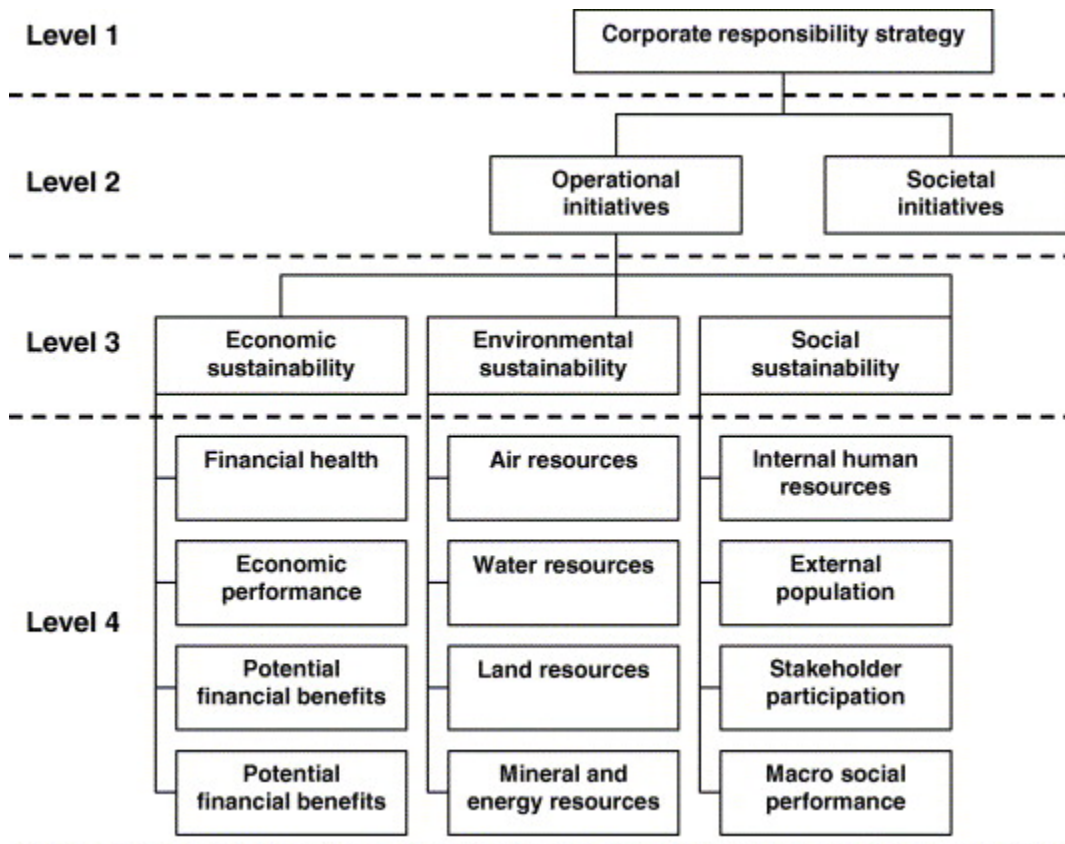 Level 1
Corporate responsibility strategy
Level 2
Operational
initiatives
Societal
initiatives
Level 3
Economic
sustainability
Environmental
sustainability
Social
sustainability
Level 4
Financial health
Air resources
Internal human
resources
Economic
performance
Water resources
External
population
Potential
financial benefits
Land resources
Stakeholder
participation
Potential
financial benefits
Mineral and
energy resources
Macro social
performance